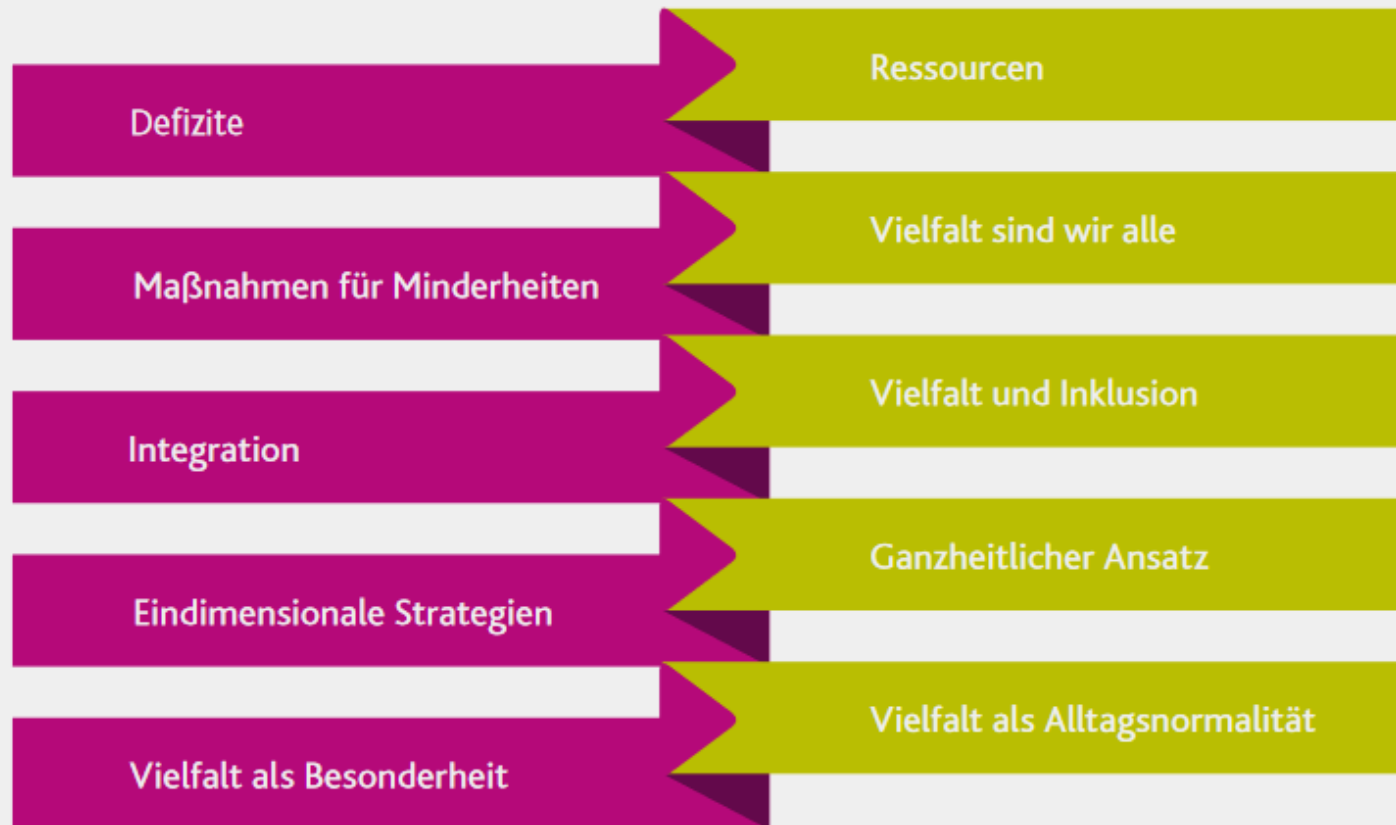 Defizite
Ressourcen
Maßnahmen für Minderheiten
Vielfalt sind wir alle
Integration
Vielfalt und Inklusion
Eindimensionale Strategien
Ganzheitlicher Ansatz
Vielfalt als Besonderheit
Vielfalt als Alltagsnormalität